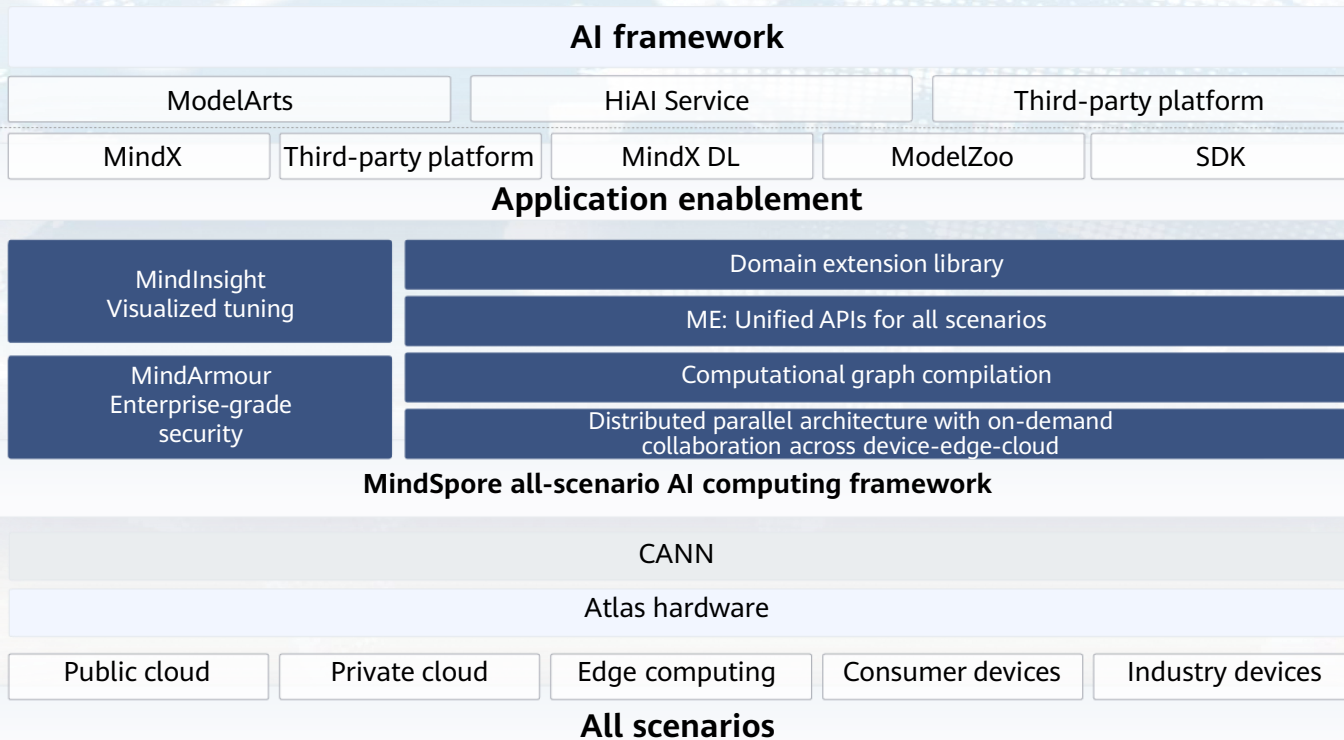 AI framework
ModelArts
HiAI Service
Third-party platform
MindX
Third-party platform
MindX DL
ModelZoo
SDK
Application enablement
MindInsight
Visualized tuning
MindArmour
Enterprise-grade
security
Domain extension library
ME: Unified APIs for all scenarios
Computational graph compilation
Distributed parallel architecture with on-demand
collaboration across device-edge-cloud
MindSpore all-scenario AI computing framework
CANN
Atlas hardware
Public cloud
Private cloud
Edge computing
Consumer devices
Industry devices
All scenarios